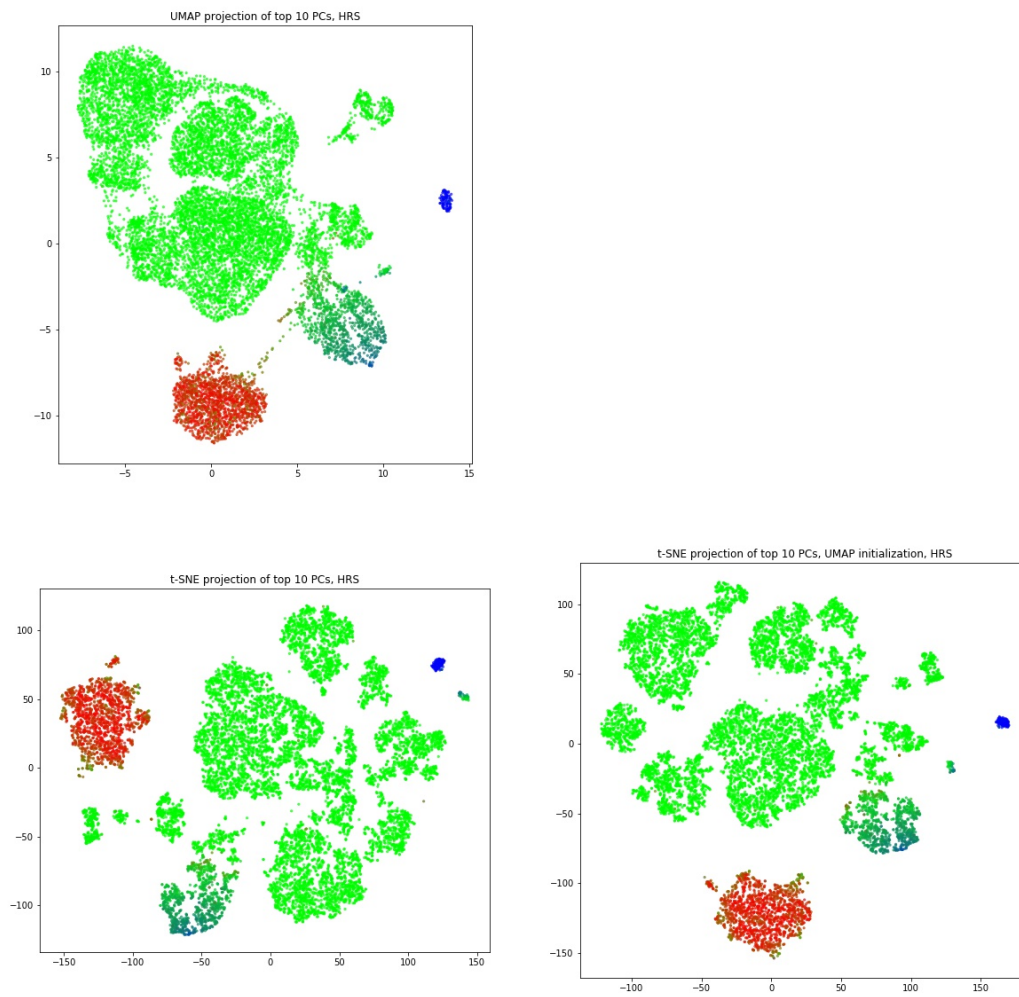 UMAP projection of top 10 PCs, HRS
10
5
0
−5
−10
−5 0 5 10 15
t-SNE projection of top 10 PCs, HRS
100
50
0
−50
−100
−150 −100 −50 0 50 100 150
t-SNE projection of top 10 PCs, UMAP initialization, HRS
100
50
0
−50
−100
−150
−100 −50 0 50 100 150